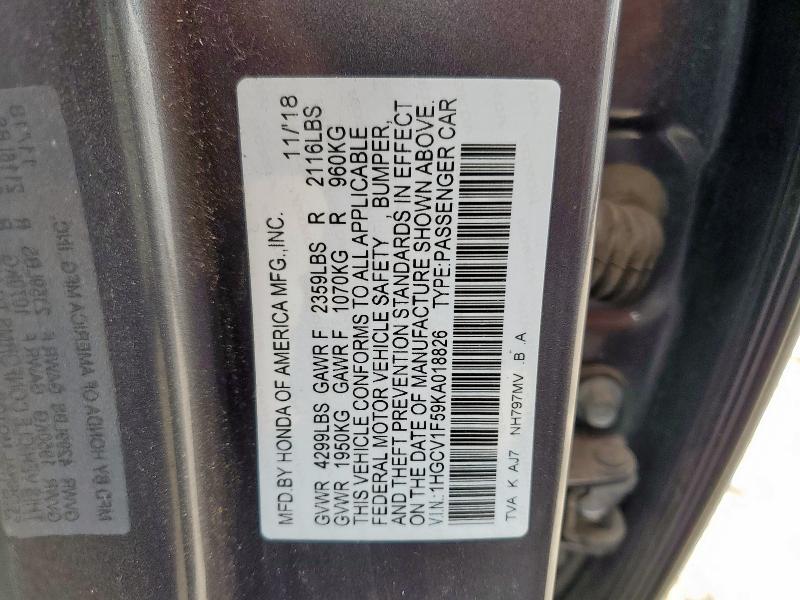 MFD.BY HONDA OF AMERICA MFG.,INC. 11/18
GVWR 4299LBS GAWR F 2359LBS R 2116LBS
GVWR 1950KG GAWR F 1070KG R 960KG
THIS VEHICLE CONFORMS TO ALL APPLICABLE
FEDERAL MOTOR VEHICLE SAFETY BUMPER,
AND THEFT PREVENTION STANDARDS, IN EFFECT
ON THE DATE OF MANUFACTURE SHOWN ABOVE.
V.I.N.:1HGCV1F59KA018826 TYPE:PASSENGER CAR
TVA K AJ7 NH797MV .B .A